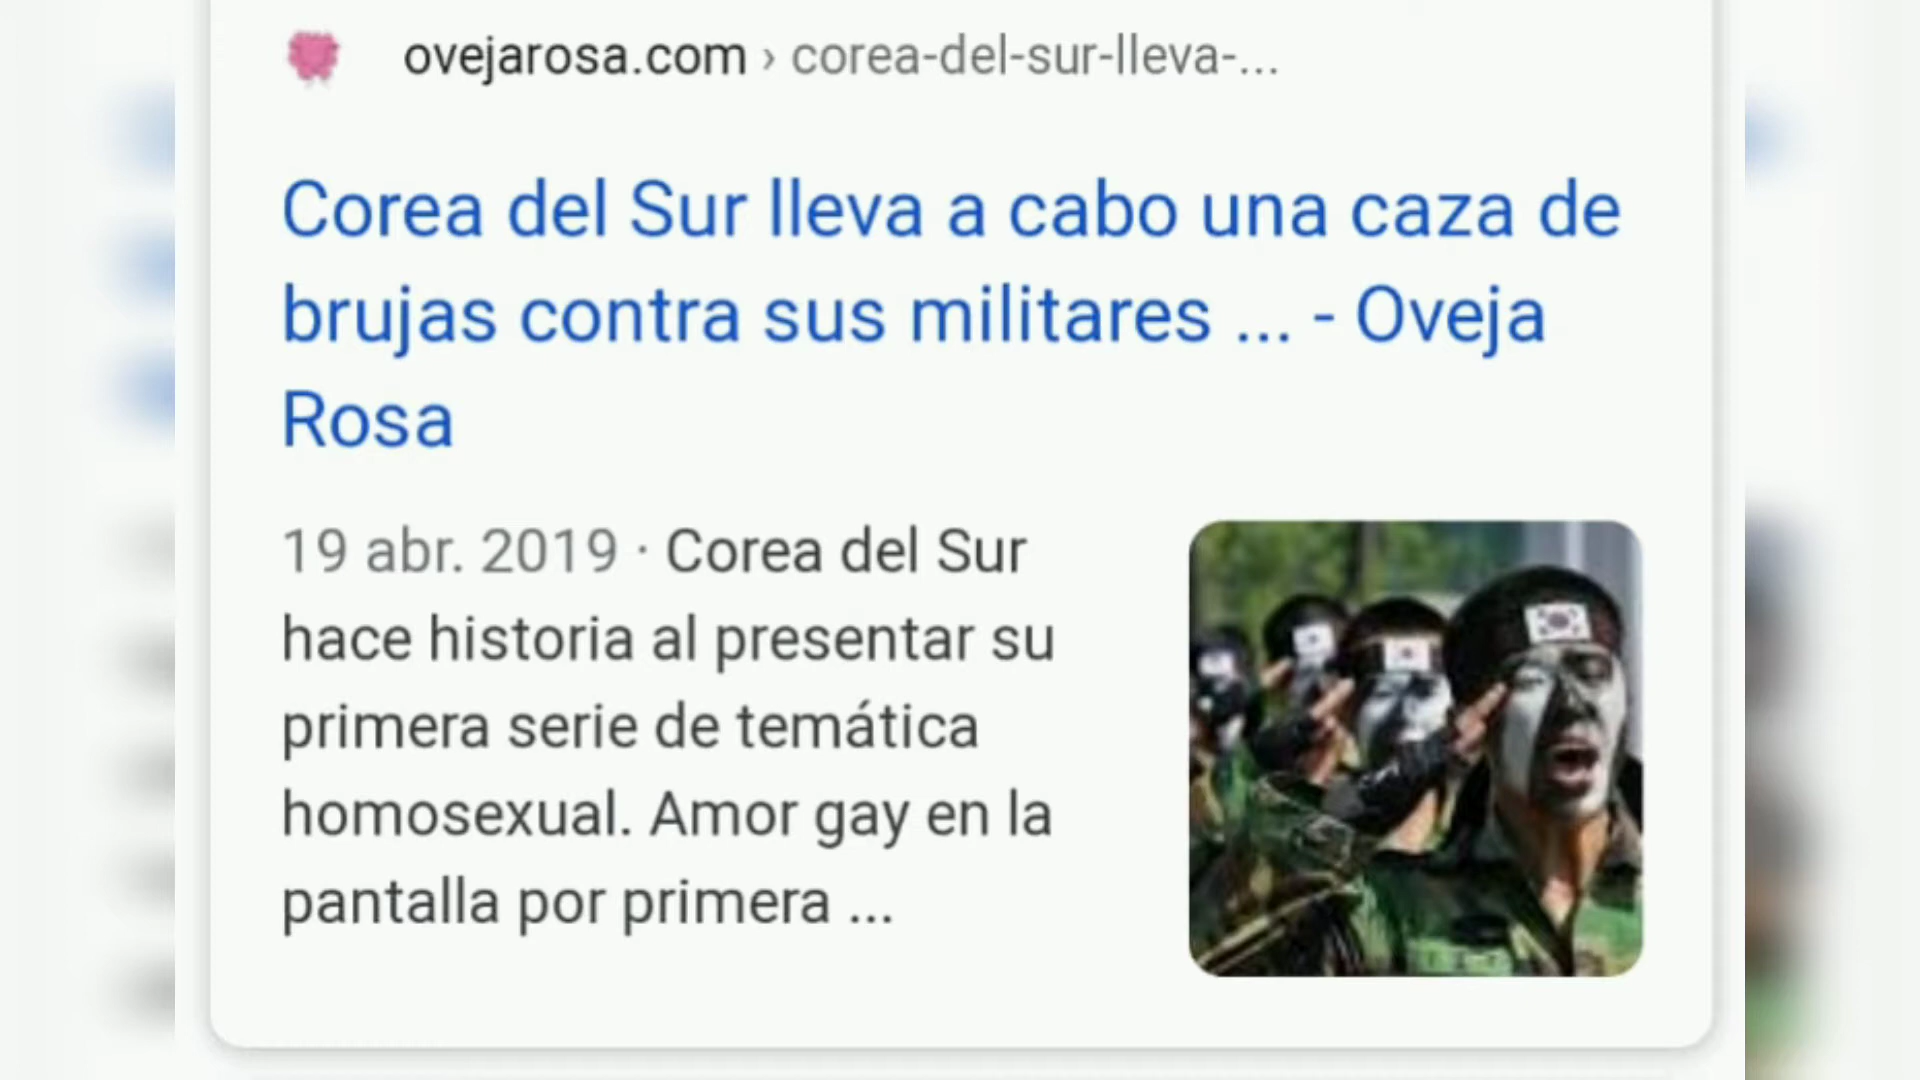 ovejarosa.com › corea-del-sur-lleva-...
Corea del Sur lleva a cabo una caza de
brujas contra sus militares ... - Oveja
Rosa
19 abr. 2019 · Corea del Sur
hace historia al presentar su
primera serie de temática
homosexual. Amor gay en la
pantalla por primera ...